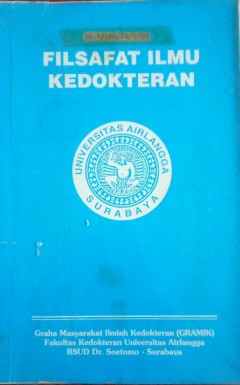 FILSAFAT ILMU
KEDOKTERAN
UNIVERSITAS AIRLANGGA
SURABAYA
Graha Masyarakat Ilmiah Kedokteran (GRAMIK)
Fakultas Kedokteran Universitas Airlangga
RSUD Dr. Soetomo - Surabaya